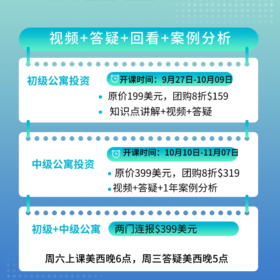 视频+答疑+回看+案例分析
初级公寓投资
开课时间：9月27日-10月09日
• 原价199美元，团购8折$159
• 知识点讲解+视频+答疑
中级公寓投资
开课时间：10月10日-11月07日
• 原价399美元，团购8折$319
•视频+答疑+1年案例分析
初级+中级公寓
两门连报$399美元
周六上课美西晚6点，周三答疑美西晚5点